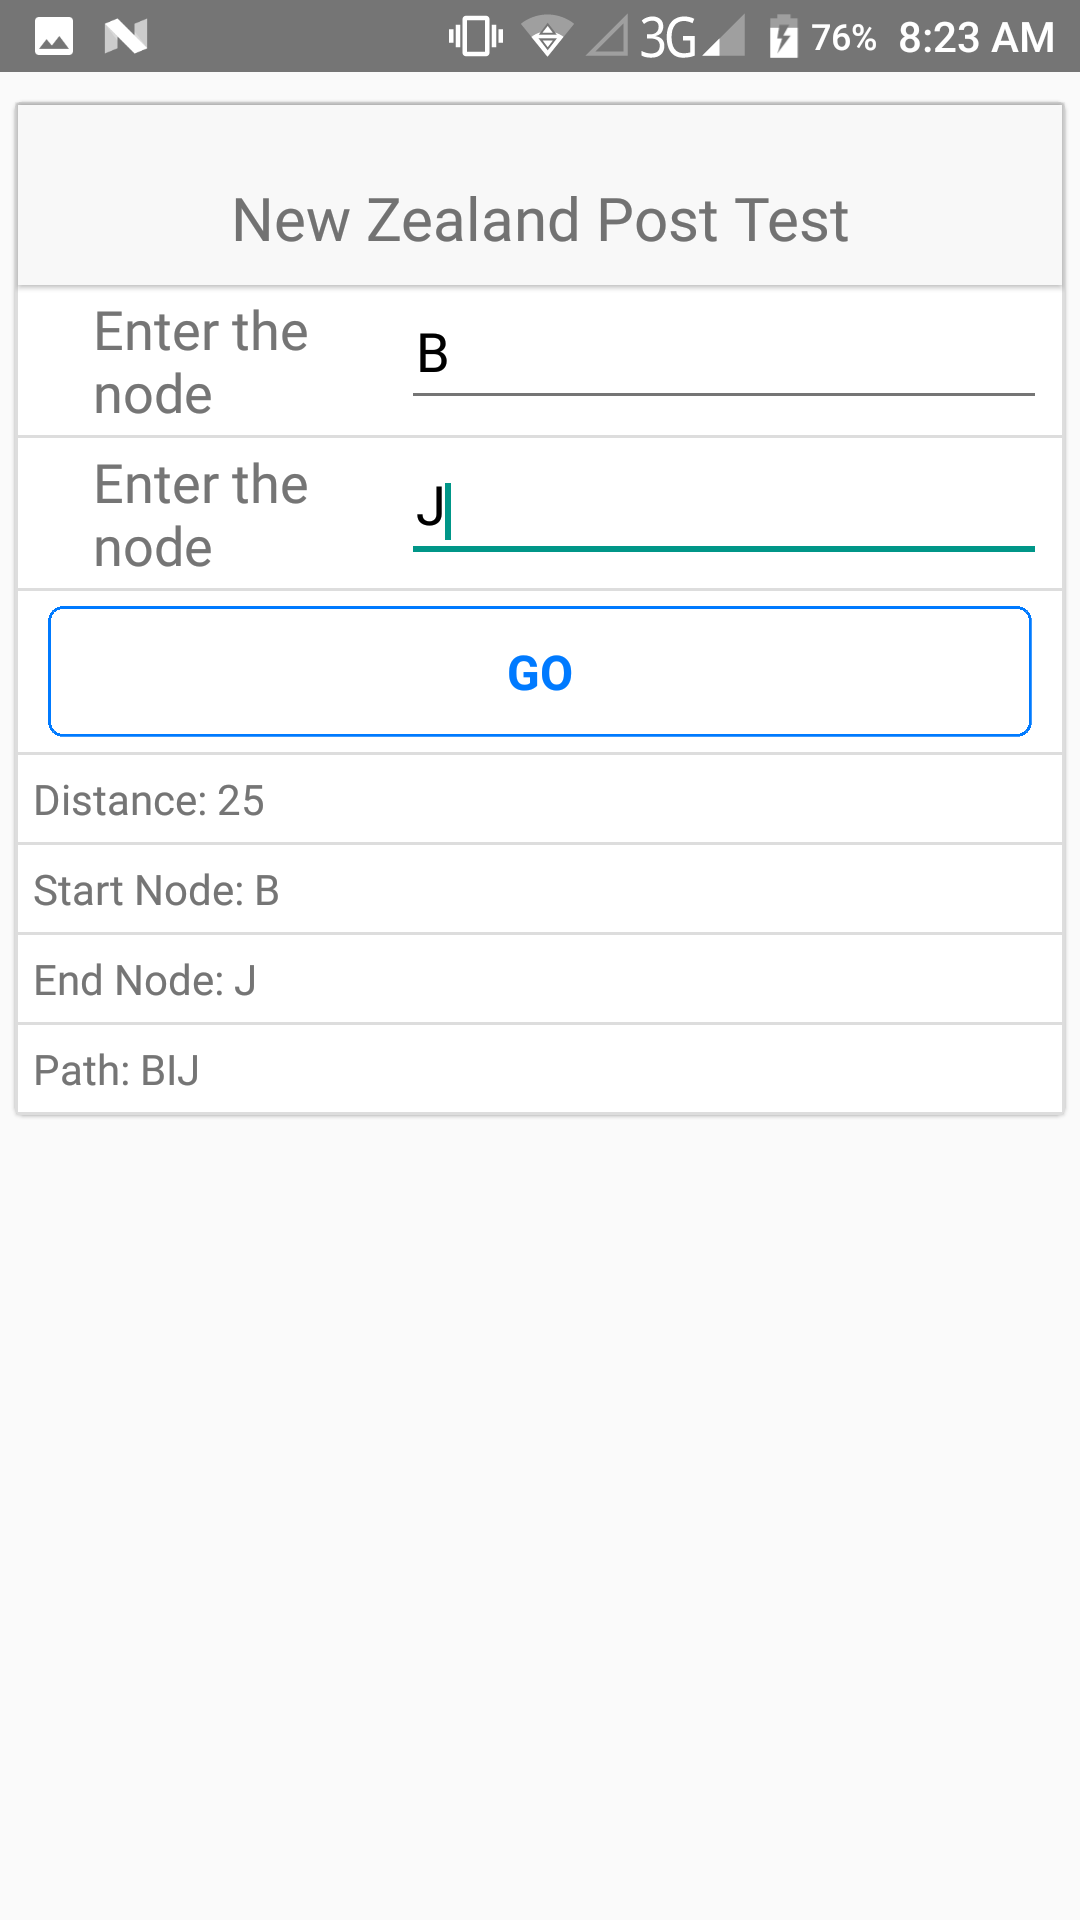 3G 76% 8:23 AM
New Zealand Post Test
Enter the
node
B
Enter the
node
J
GO
Distance: 25
Start Node: B
End Node: J
Path: BIJ